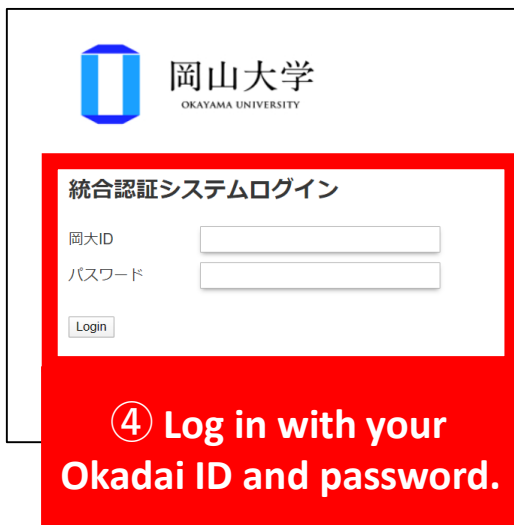 岡山大学
OKAYAMA UNIVERSITY
統合認証システムログイン
岡大ID
パスワード
Login
④ Log in with your
Okadai ID and password.